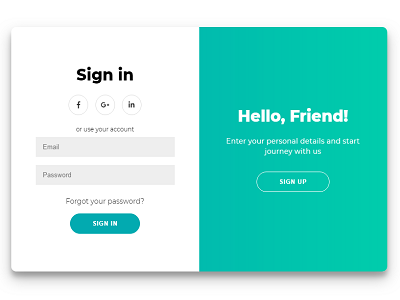 Sign in
f
G+
in
or use your account
Email
Password
Forgot your password?
SIGN IN
Hello, Friend!
Enter your personal details and start
journey with us
SIGN UP